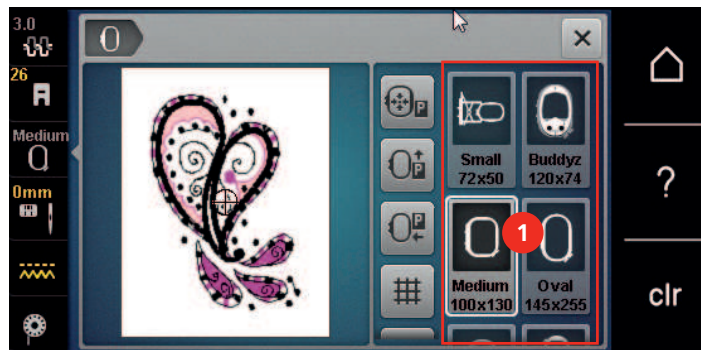 3.0
26
Medium
0mm
P
P
P
Small
72x50
Buddyz
120x74
Medium
100x130
Oval
145x255
1
?
clr